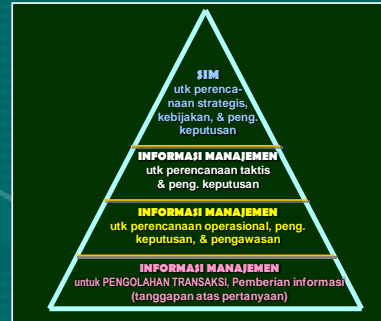 SIM
utk perenca-
naan strategis,
kebijakan, & peng.
keputusan
INFORMASI MANAJEMEN
utk perencanaan taktis
& peng. keputusan
INFORMASI MANAJEMEN
utk perencanaan operasional, peng.
keputusan, & pengawasan
INFORMASI MANAJEMEN
untuk PENGOLAHAN TRANSAKSI, Pemberian informasi
(tanggapan atas pertanyaan)